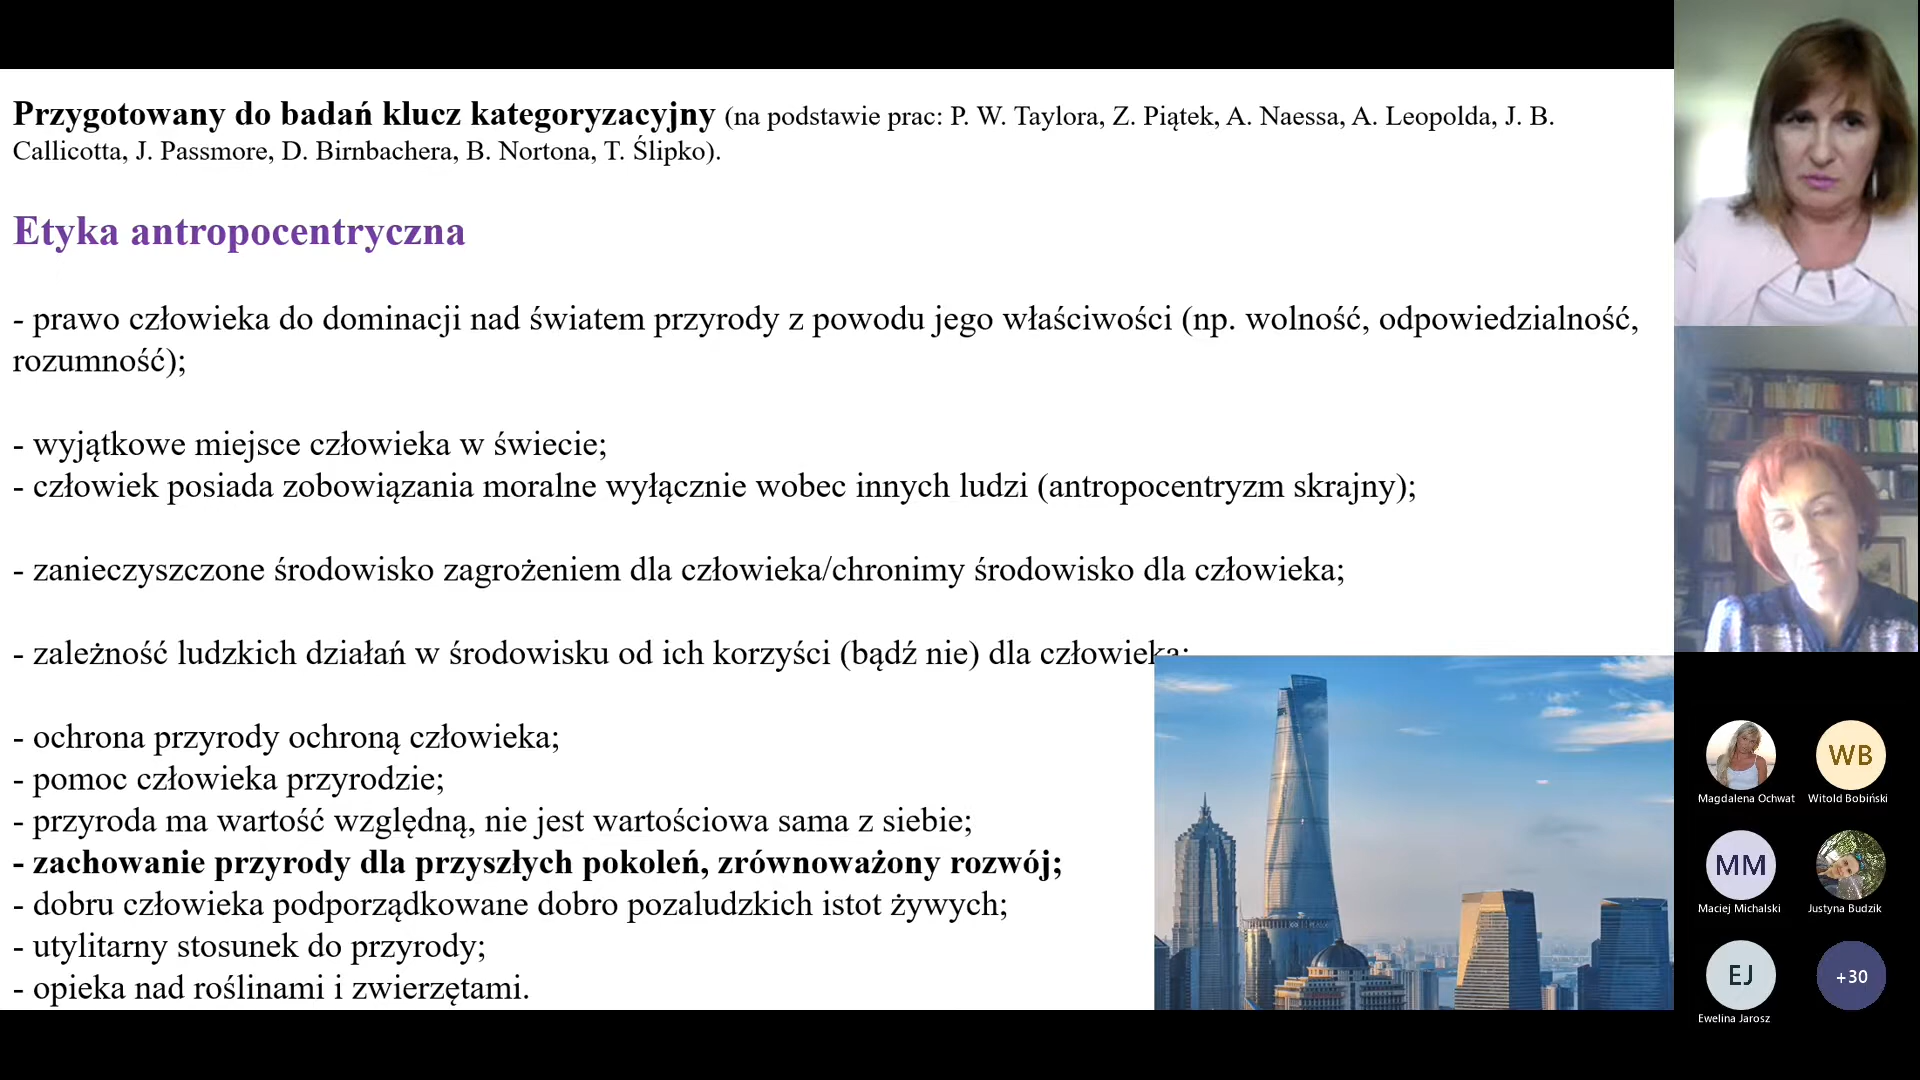 Przygotowany do badań klucz kategoryzacyjny (na podstawie prac: P. W. Taylora, Z. Piątek, A. Naessa, A. Leopolda, J. B.
Callicotta, J. Passmore, D. Birnbachera, B. Nortona, T. Ślipko).
Etyka antropocentryczna
- prawo człowieka do dominacji nad światem przyrody z powodu jego właściwości (np. wolność, odpowiedzialność,
rozumność);
- wyjątkowe miejsce człowieka w świecie;
- człowiek posiada zobowiązania moralne wyłącznie wobec innych ludzi (antropocentryzm skrajny);
- zanieczyszczone środowisko zagrożeniem dla człowieka/chronimy środowisko dla człowieka;
- zależność ludzkich działań w środowisku od ich korzyści (bądź nie) dla człowieka;
- ochrona przyrody ochroną człowieka;
- pomoc człowieka przyrodzie;
- przyroda ma wartość względną, nie jest wartościowa sama z siebie;
- zachowanie przyrody dla przyszłych pokoleń, zrównoważony rozwój;
- dobru człowieka podporządkowane dobro pozaludzkich istot żywych;
- utylitarny stosunek do przyrody;
- opieka nad roślinami i zwierzętami.
WB
Magdalena Ochwat
Witold Bobiński
MM
Maciej Michalski
Justyna Budzik
EJ
+30
Ewelina Jarosz